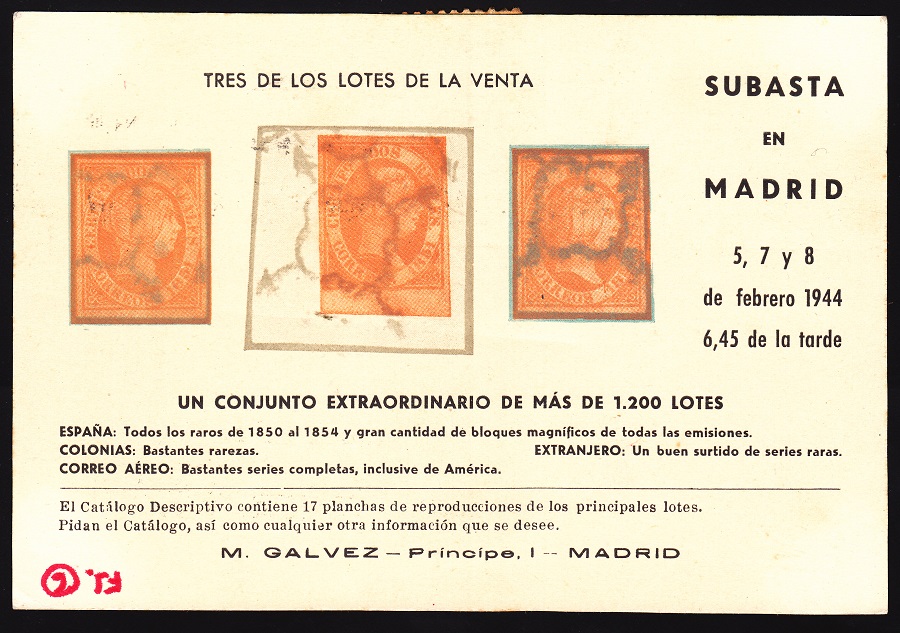 TRES DE LOS LOTES DE LA VENTA
SUBASTA
EN
MADRID
5, 7 y 8
de febrero 1944
6,45 de la tarde
CORREOS 1851
UN CONJUNTO EXTRAORDINARIO DE MÁS DE 1.200 LOTES
ESPAÑA: Todos los raros de 1850 al 1854 y gran cantidad de bloques magníficos de todas las emisiones.
COLONIAS: Bastantes rarezas. EXTRANJERO: Un buen surtido de series raras.
CORREO AÉREO: Bastantes series completas, inclusive de América.
El Catálogo Descriptivo contiene 17 planchas de reproducciones de los principales lotes.
Pidan el Catálogo, así como cualquier otra información que se desee.
M. GALVEZ — Príncipe, 1 -- MADRID